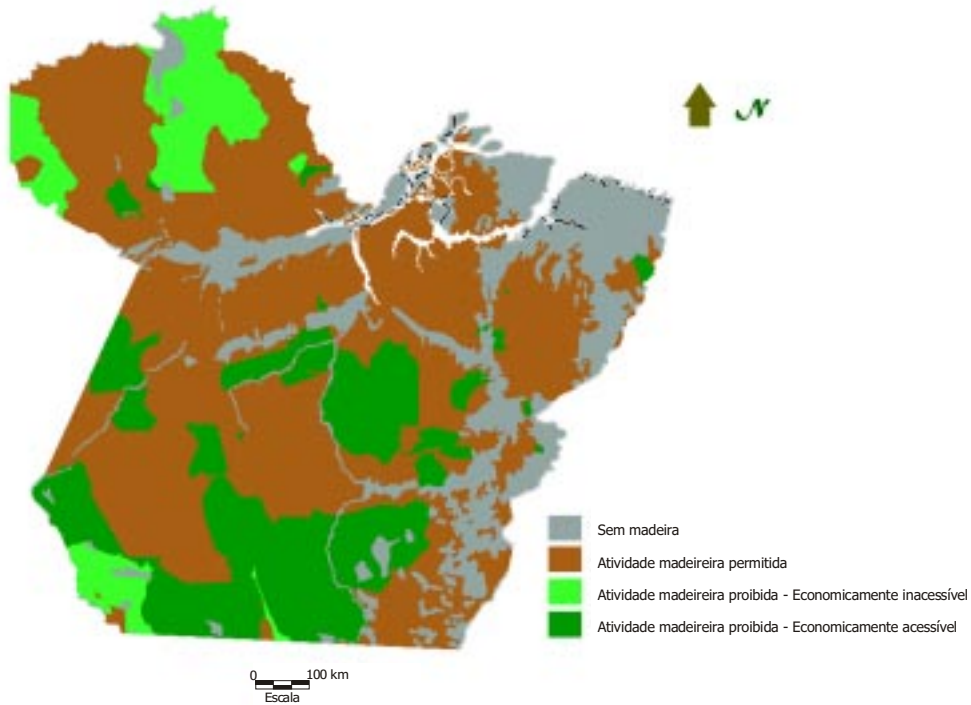 N
Sem madeira
Atividade madeireira permitida
Atividade madeireira proibida - Economicamente inacessível
Atividade madeireira proibida - Economicamente acessível
0 100 km
Escala